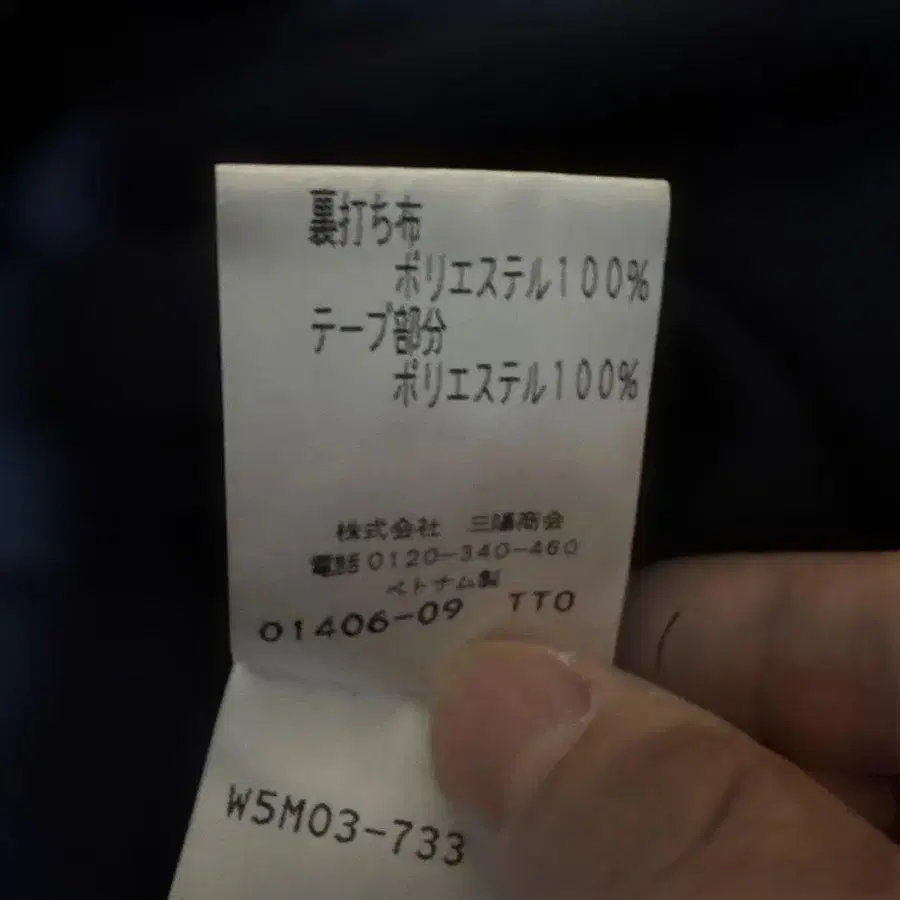 裏打ち布
ポリエステル100%
テープ部分
ポリエステル100%
株式会社 三陽商会
電話0120-340-460
ベトナム製
01406-09 TTO
W5M03-733